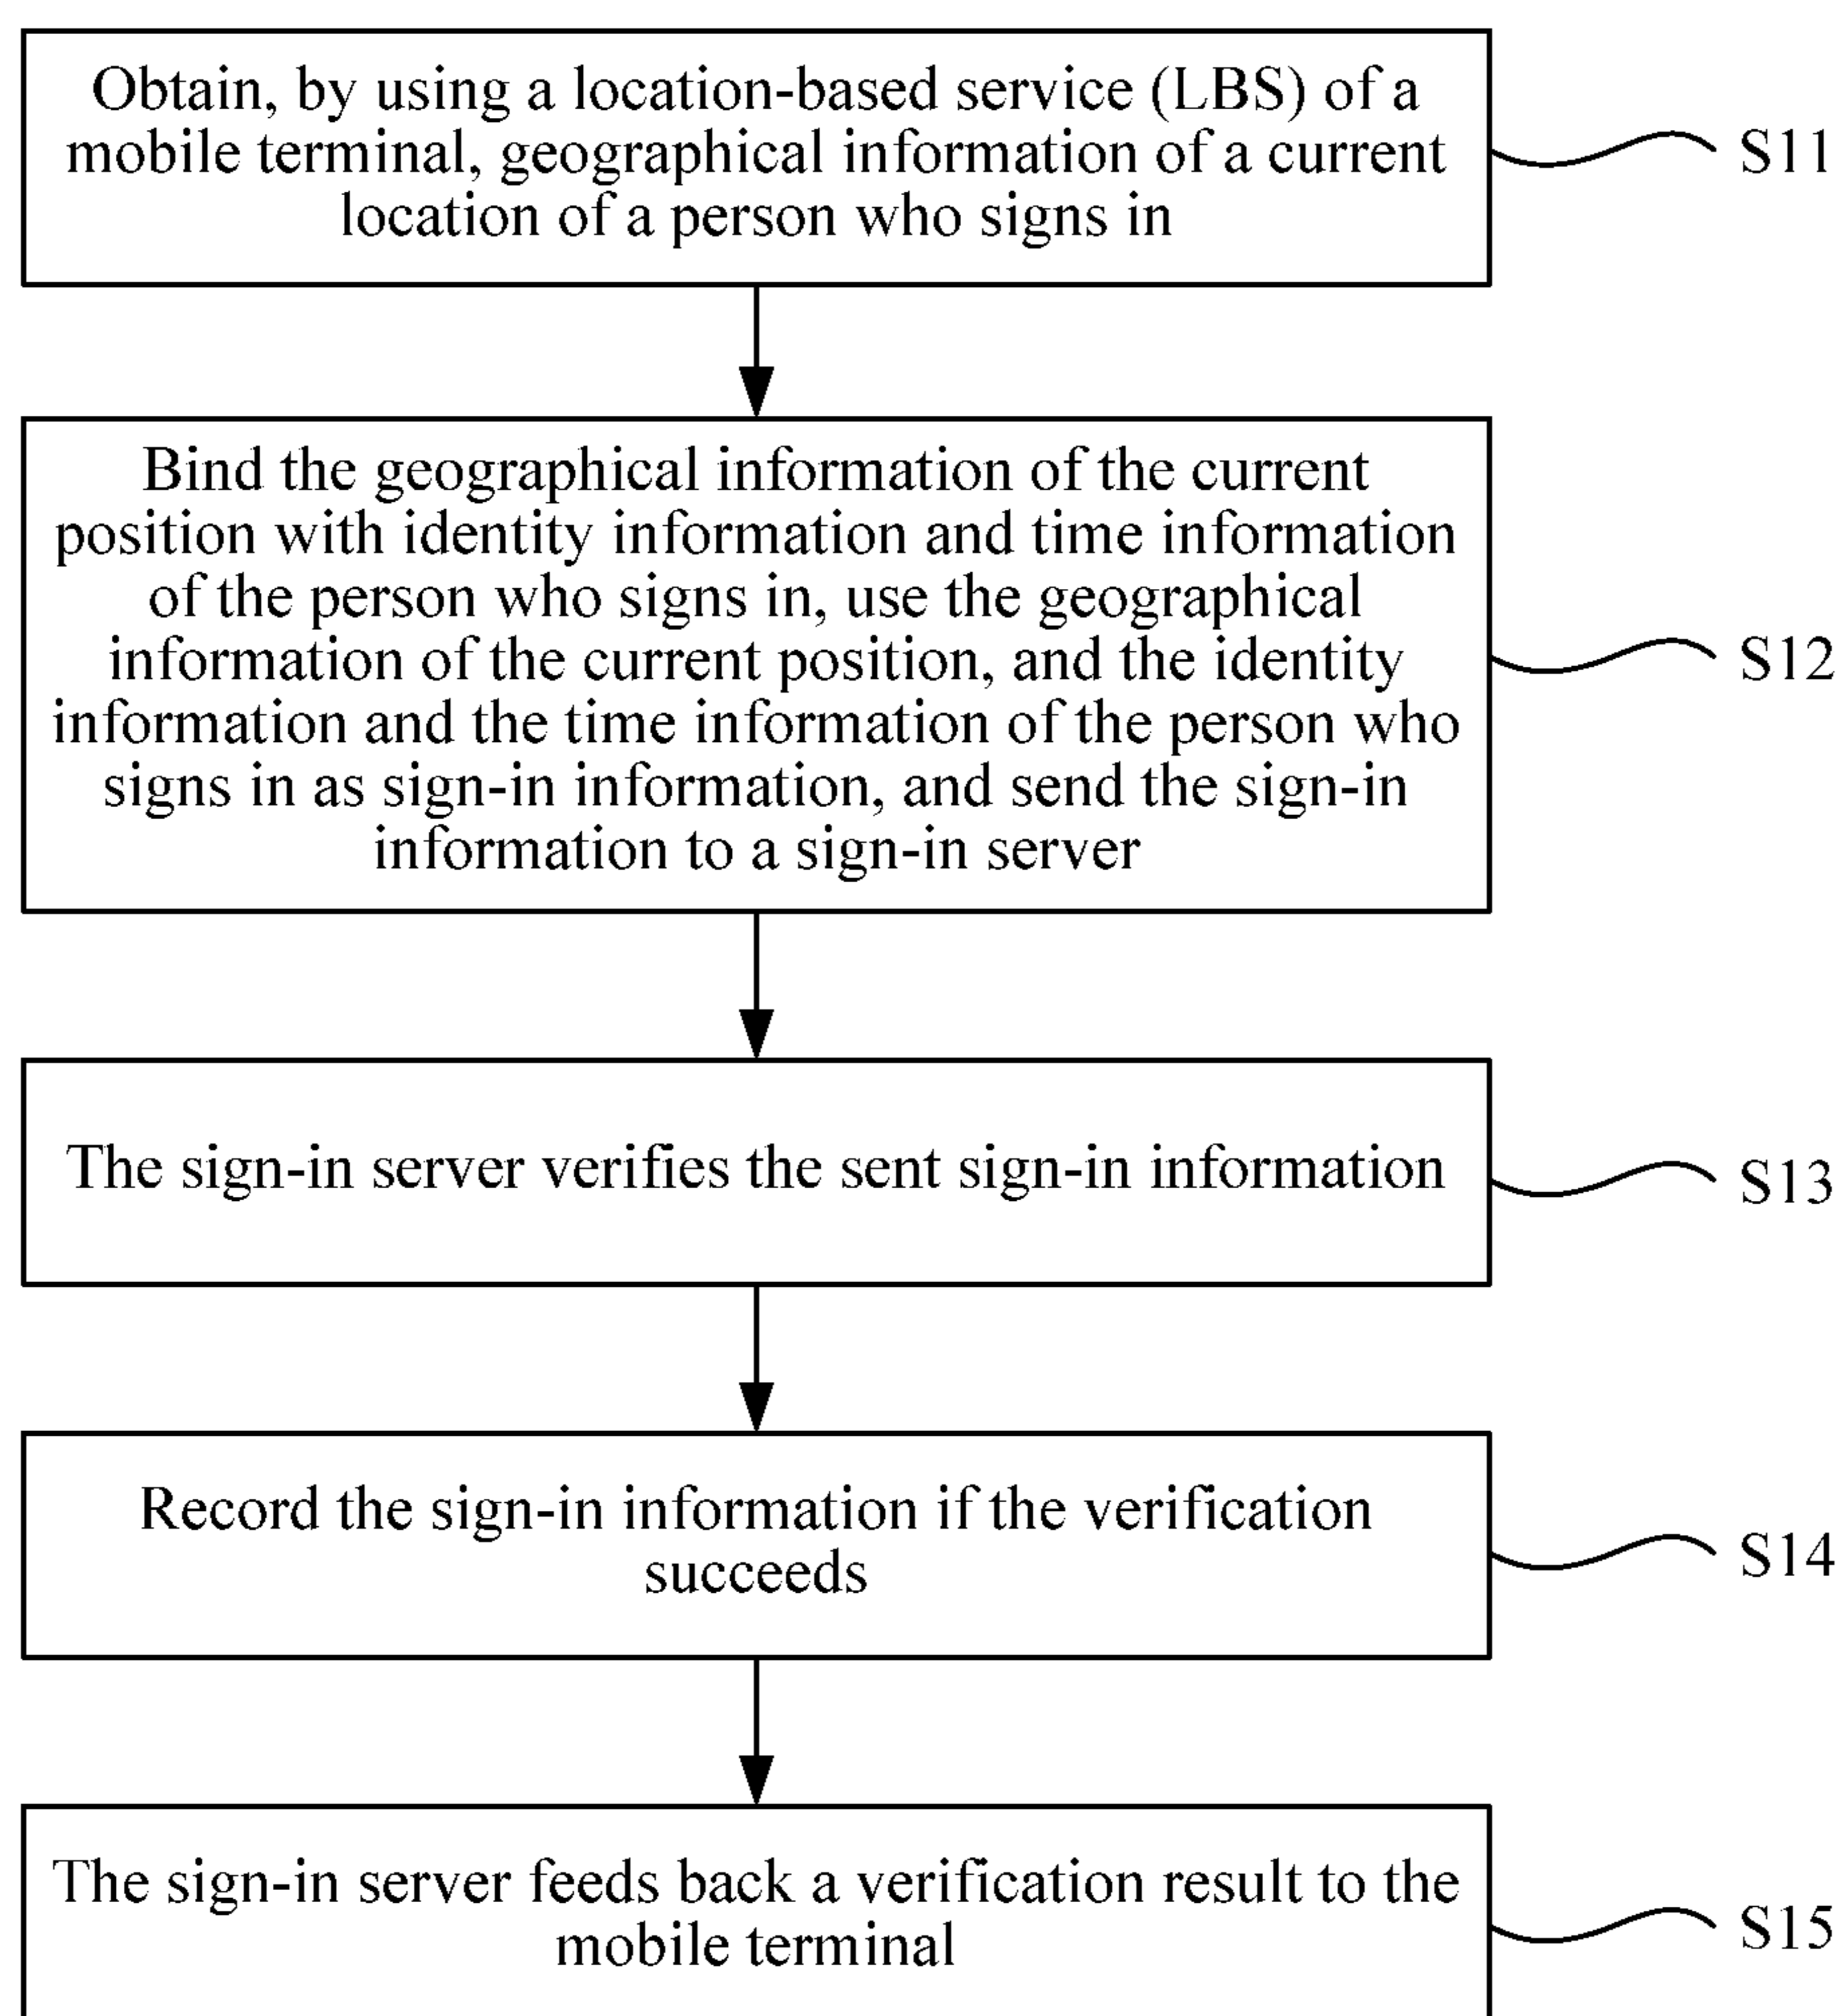 Obtain, by using a location-based service (LBS) of a
mobile terminal, geographical information of a current
location of a person who signs in
S11
Bind the geographical information of the current
position with identity information and time information
of the person who signs in, use the geographical
information of the current position, and the identity
information and the time information of the person who
signs in as sign-in information, and send the sign-in
information to a sign-in server
S12
The sign-in server verifies the sent sign-in information
S13
Record the sign-in information if the verification
succeeds
S14
The sign-in server feeds back a verification result to the
mobile terminal
S15